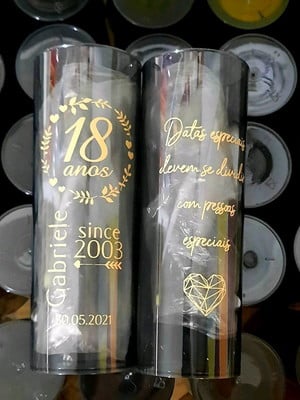 18
anos
Gabriele
since
2003
30.05.2021
Datas especiais
devem se dividir
com pessoas
especiais